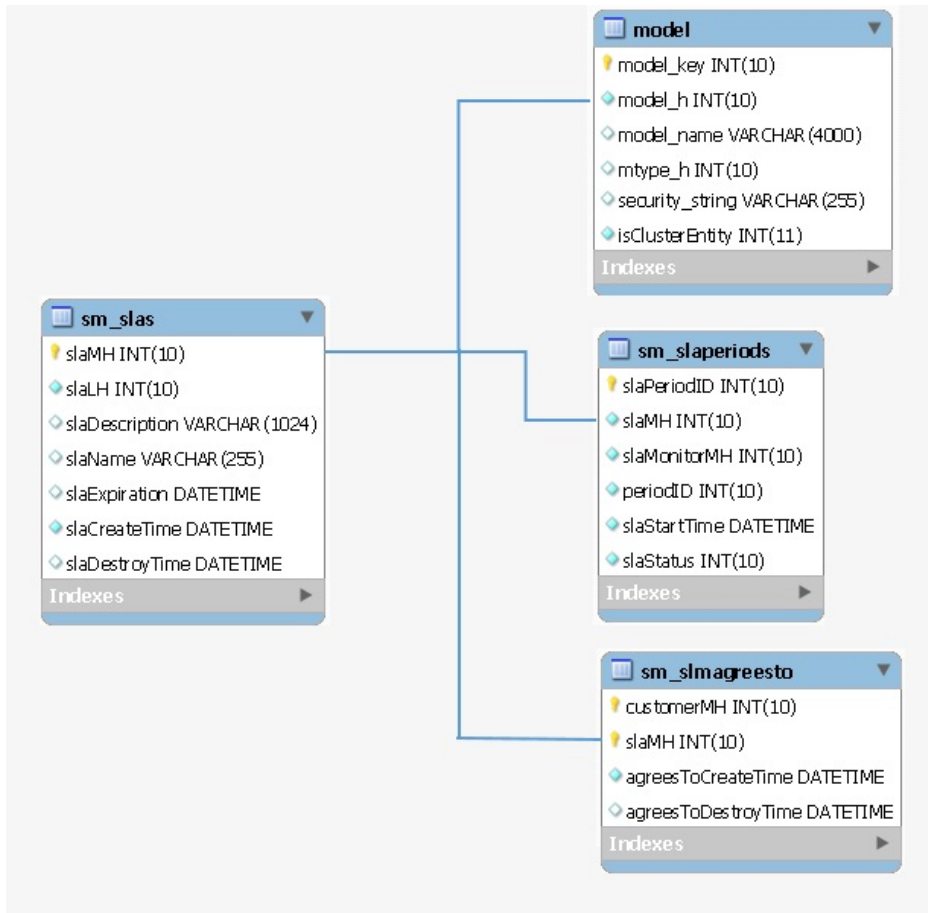 model
model_key INT(10)
model_h INT(10)
model_name VARCHAR(4000)
mtype_h INT(10)
security_string VARCHAR(255)
isClusterEntity INT(11)
Indexes
sm_slas
slaMH INT(10)
slaLH INT(10)
slaDescription VARCHAR(1024)
slaName VARCHAR(255)
slaExpiration DATETIME
slaCreateTime DATETIME
slaDestroyTime DATETIME
Indexes
sm_slaperiods
slaPeriodID INT(10)
slaMH INT(10)
slaMonitorMH INT(10)
periodID INT(10)
slaStartTime DATETIME
slaStatus INT(10)
Indexes
sm_slmagreesto
customerMH INT(10)
slaMH INT(10)
agreesToCreateTime DATETIME
agreesToDestroyTime DATETIME
Indexes